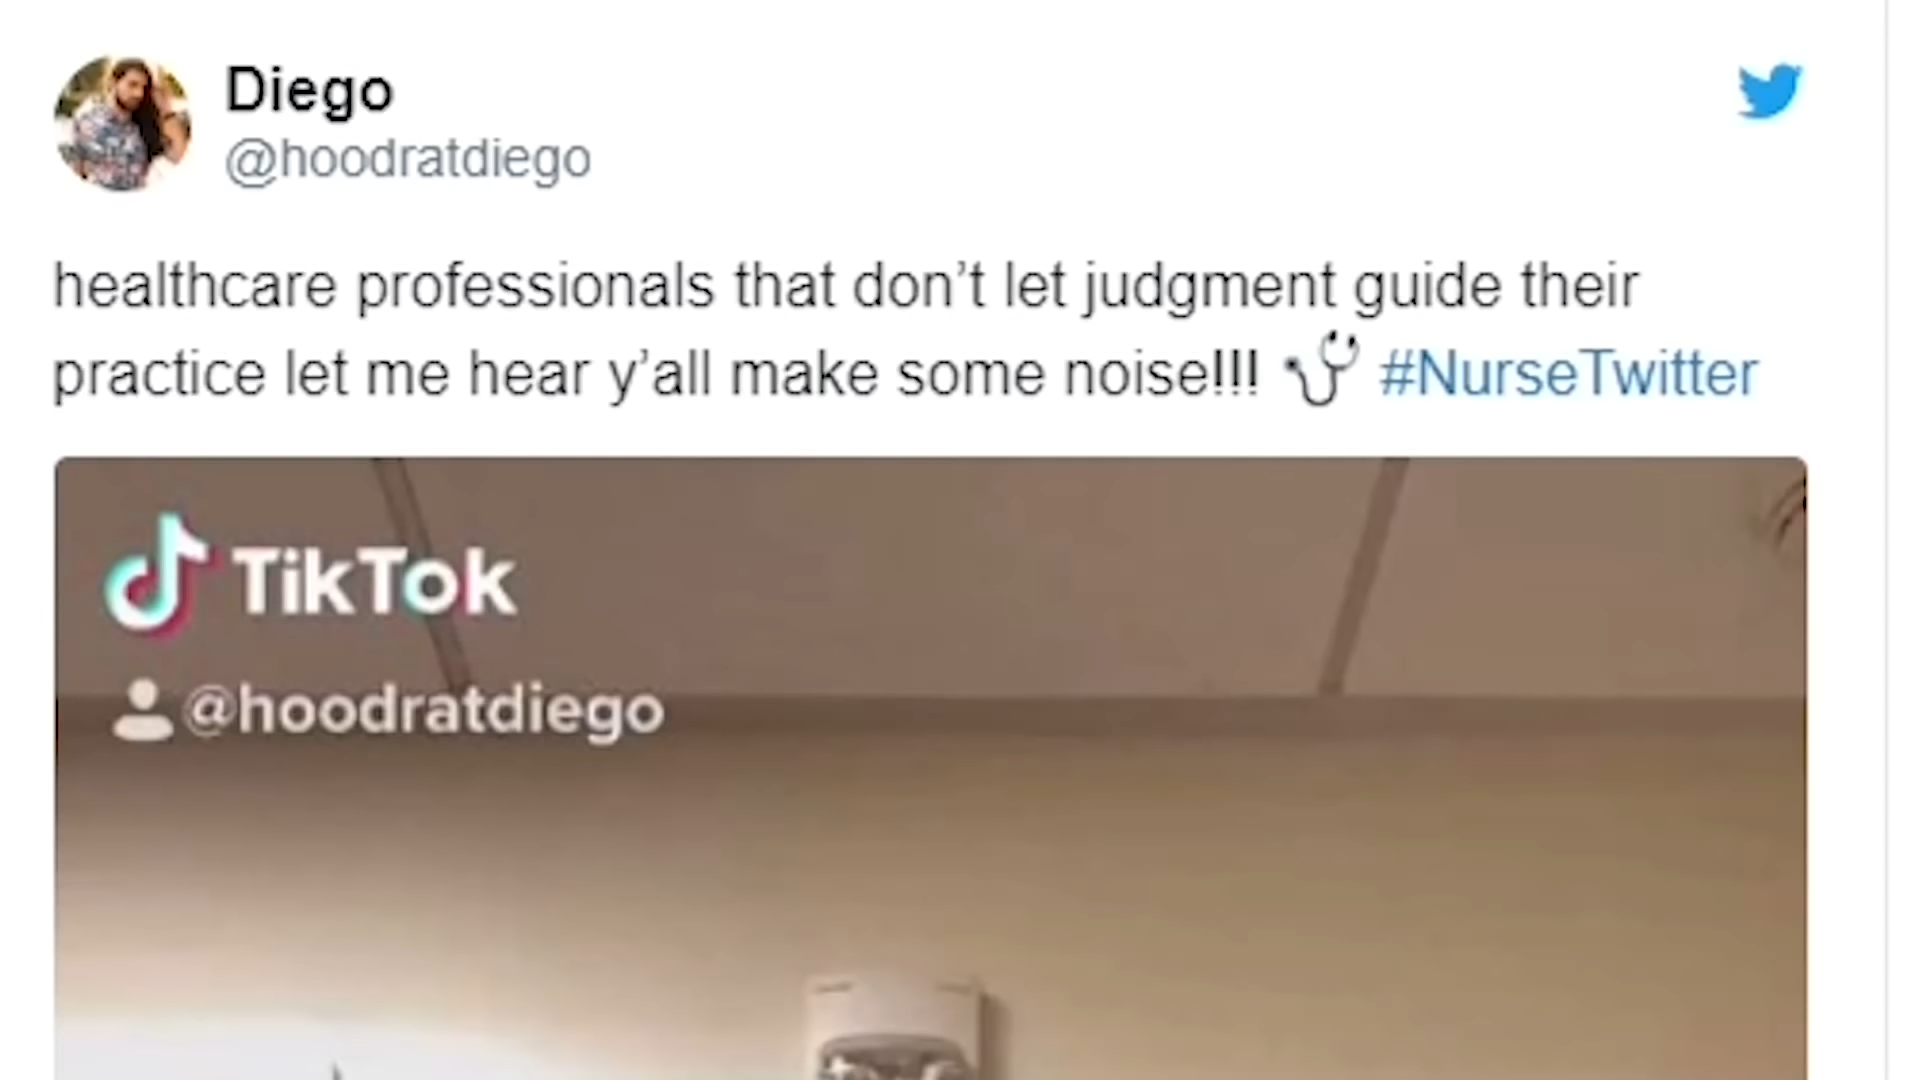 Diego
@hoodratdiego
healthcare professionals that don’t let judgment guide their
practice let me hear y’all make some noise!!! 🩺 #NurseTwitter
TikTok
@hoodratdiego